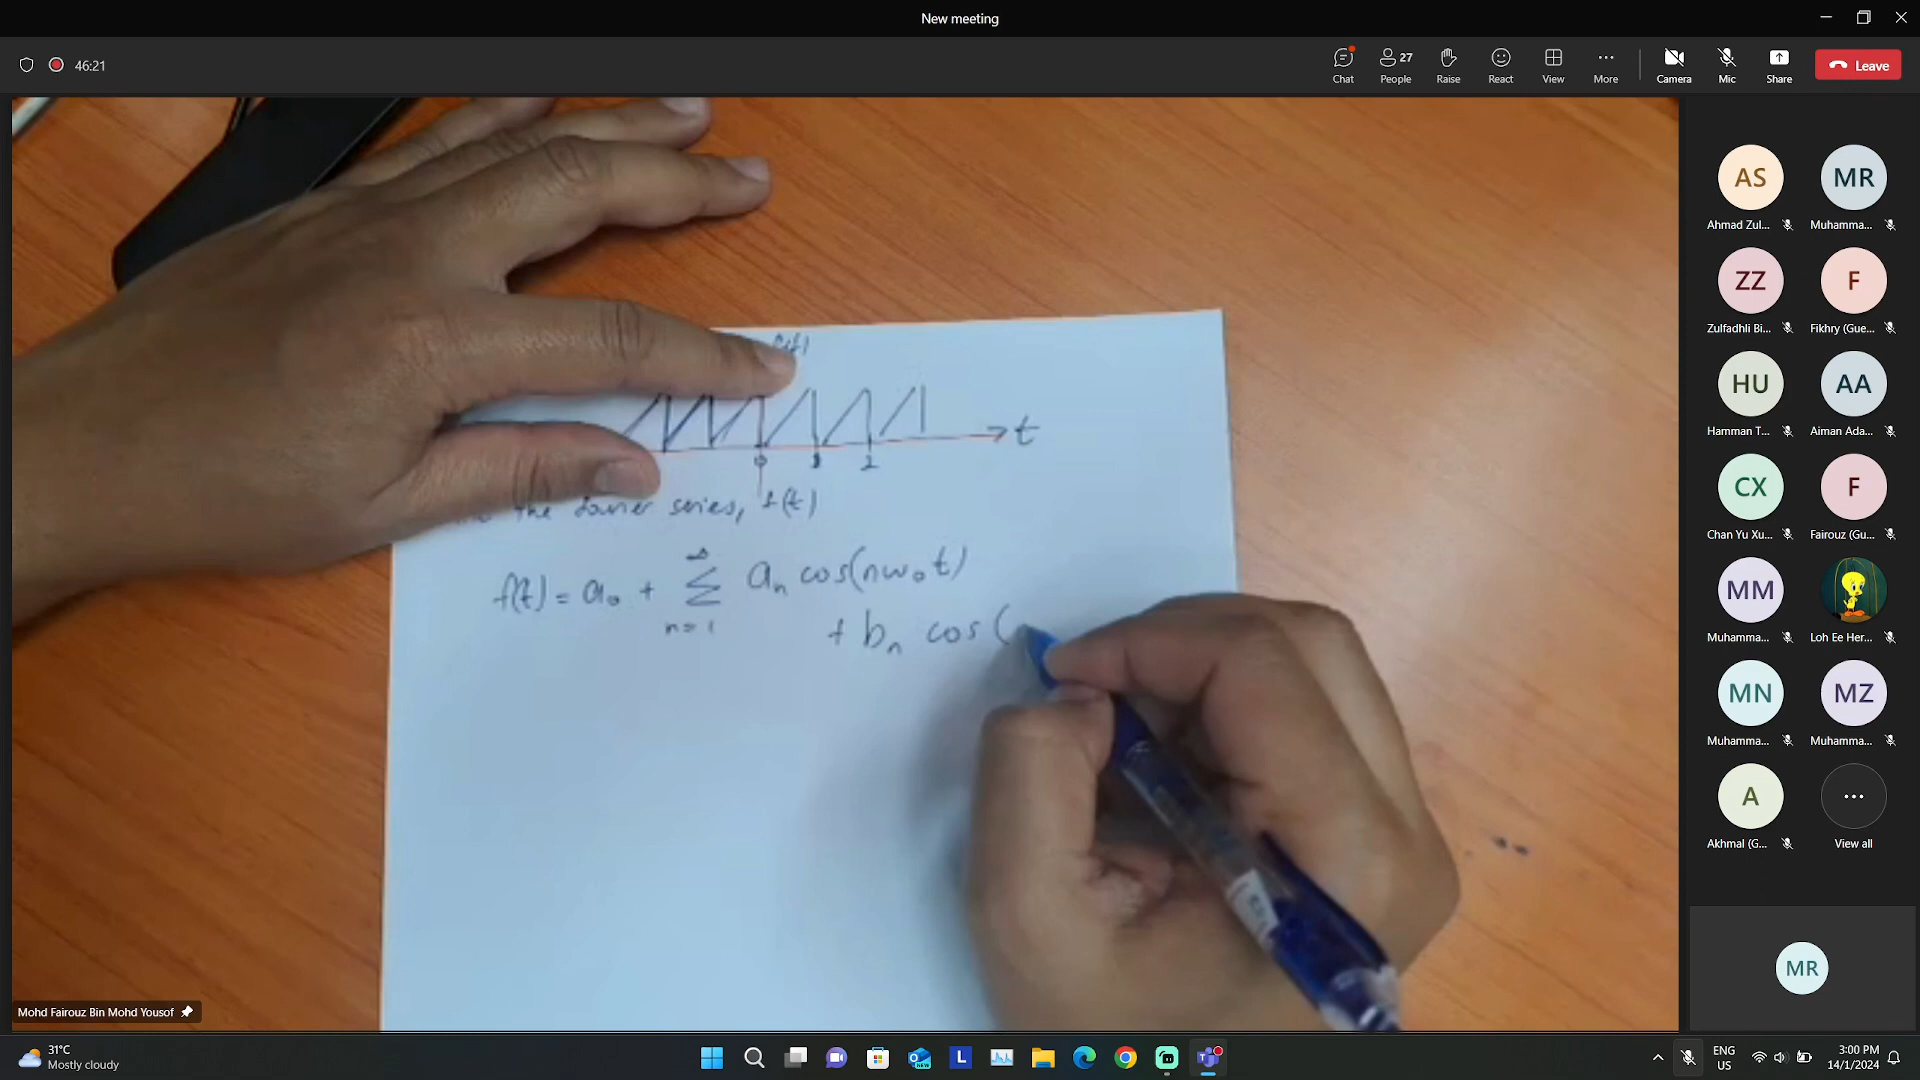 New meeting
46:21
Chat
27
People
Raise
React
View
More
Camera
Mic
Share
Leave
AS
Ahmad Zul...
MR
Muhamma...
ZZ
Zulfadhli Bi...
F
Fikhry (Gue...
HU
Hamman T...
AA
Aiman Ada...
CX
Chan Yu Xu...
F
Fairouz (Gu...
MM
Muhamma...
Loh Ee Her...
MN
Muhamma...
MZ
Muhamma...
A
Akhmal (G...
View all
MR
t
0 1 2
the fourier series, f(t)
f(t) = a₀ + ∞ Σ n=1 aₙ cos(nω₀t)
+ bₙ cos (
Mohd Fairouz Bin Mohd Yousof
31°C
Mostly cloudy
NEW
L
ENG
US
3:00 PM
14/1/2024